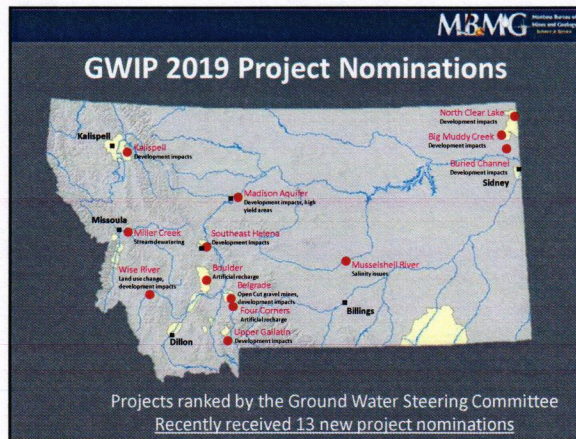 MBMG
Montana Bureau of
Mines and Geology
GWIP 2019 Project Nominations
North Clear Lake
Development impacts
Big Muddy Creek
Development impacts
Buried Channel
Development impacts
Sidney
Kalispell
Kalispell
Development impacts
Madison Aquifer
Development impacts, high
yield areas
Missoula
Miller Creek
Stream dewatering
Southeast Helena
Development impacts
Musselshell River
Salinity issues
Wise River
Land use change,
development impacts
Boulder
Artificial recharge
Belgrade
Open Cut gravel mines,
development impacts
Four Corners
Artificial recharge
Billings
Dillon
Upper Gallatin
Development impacts
Projects ranked by the Ground Water Steering Committee
Recently received 13 new project nominations